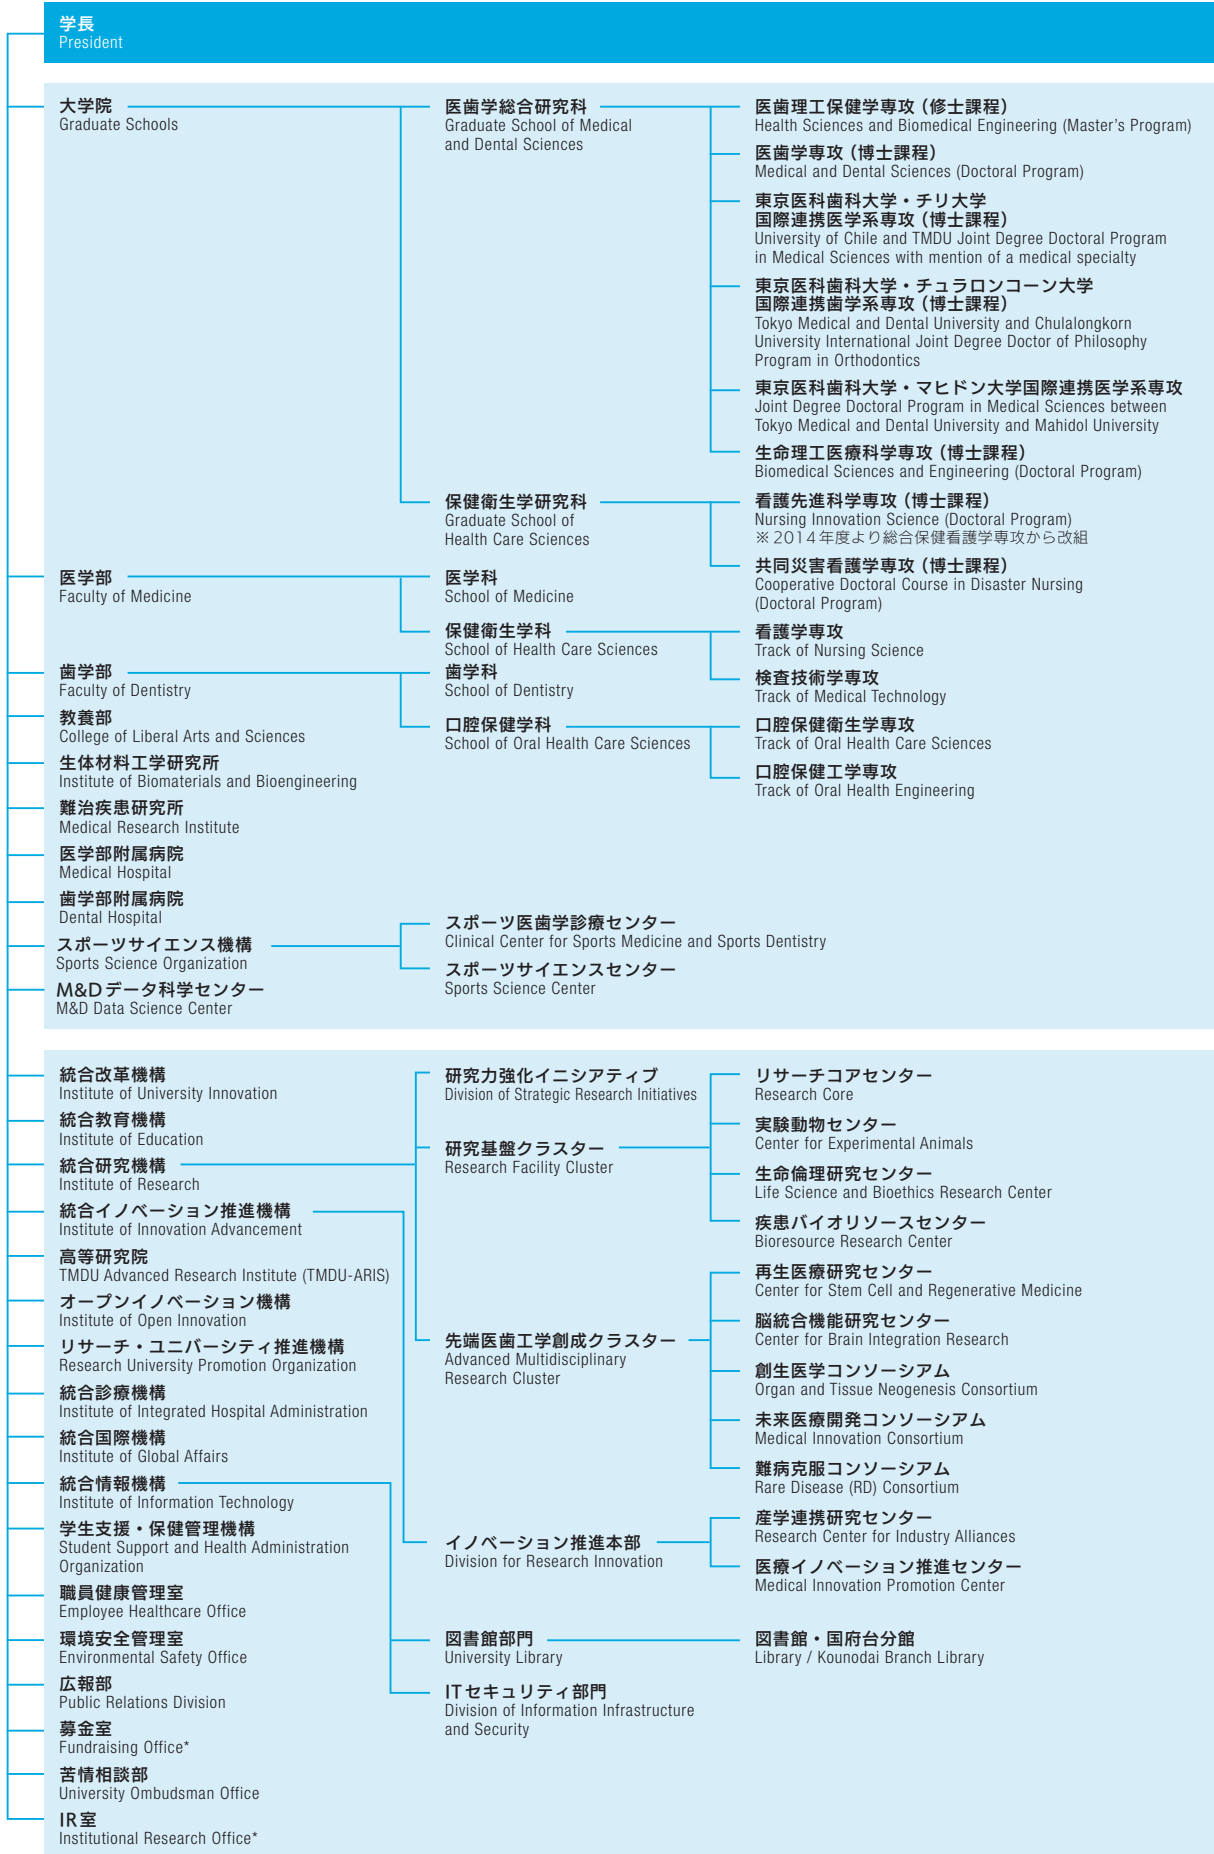 学長
President
大学院
Graduate Schools
医歯学総合研究科
Graduate School of Medical
and Dental Sciences
医歯理工保健学専攻（修士課程）
Health Sciences and Biomedical Engineering (Master's Program)
医歯学専攻（博士課程）
Medical and Dental Sciences (Doctoral Program)
東京医科歯科大学・チリ大学
国際連携医学系専攻（博士課程）
University of Chile and TMDU Joint Degree Doctoral Program
in Medical Sciences with mention of a medical specialty
東京医科歯科大学・チュラロンコーン大学
国際連携歯学系専攻（博士課程）
Tokyo Medical and Dental University and Chulalongkorn
University International Joint Degree Doctor of Philosophy
Program in Orthodontics
東京医科歯科大学・マヒドン大学国際連携医学系専攻
Joint Degree Doctoral Program in Medical Sciences between
Tokyo Medical and Dental University and Mahidol University
生命理工医療科学専攻（博士課程）
Biomedical Sciences and Engineering (Doctoral Program)
保健衛生学研究科
Graduate School of
Health Care Sciences
看護先進科学専攻（博士課程）
Nursing Innovation Science (Doctoral Program)
※2014年度より総合保健看護学専攻から改組
共同災害看護学専攻（博士課程）
Cooperative Doctoral Course in Disaster Nursing
(Doctoral Program)
医学部
Faculty of Medicine
医学科
School of Medicine
保健衛生学科
School of Health Care Sciences
看護学専攻
Track of Nursing Science
検査技術学専攻
Track of Medical Technology
歯学部
Faculty of Dentistry
歯学科
School of Dentistry
口腔保健学科
School of Oral Health Care Sciences
口腔保健衛生学専攻
Track of Oral Health Care Sciences
口腔保健工学専攻
Track of Oral Health Engineering
教養部
College of Liberal Arts and Sciences
生体材料工学研究所
Institute of Biomaterials and Bioengineering
難治疾患研究所
Medical Research Institute
医学部附属病院
Medical Hospital
歯学部附属病院
Dental Hospital
スポーツサイエンス機構
Sports Science Organization
スポーツ医歯学診療センター
Clinical Center for Sports Medicine and Sports Dentistry
スポーツサイエンスセンター
Sports Science Center
M&Dデータ科学センター
M&D Data Science Center
統合改革機構
Institute of University Innovation
統合教育機構
Institute of Education
統合研究機構
Institute of Research
統合イノベーション推進機構
Institute of Innovation Advancement
高等研究院
TMDU Advanced Research Institute (TMDU-ARIS)
オープンイノベーション機構
Institute of Open Innovation
リサーチ・ユニバーシティ推進機構
Research University Promotion Organization
統合診療機構
Institute of Integrated Hospital Administration
統合国際機構
Institute of Global Affairs
統合情報機構
Institute of Information Technology
学生支援・保健管理機構
Student Support and Health Administration
Organization
職員健康管理室
Employee Healthcare Office
環境安全管理室
Environmental Safety Office
広報部
Public Relations Division
募金室
Fundraising Office*
苦情相談部
University Ombudsman Office
IR室
Institutional Research Office*
研究力強化イニシアティブ
Division of Strategic Research Initiatives
研究基盤クラスター
Research Facility Cluster
リサーチコアセンター
Research Core
実験動物センター
Center for Experimental Animals
生命倫理研究センター
Life Science and Bioethics Research Center
疾患バイオリソースセンター
Bioresource Research Center
先端医歯工学創成クラスター
Advanced Multidisciplinary
Research Cluster
再生医療研究センター
Center for Stem Cell and Regenerative Medicine
脳統合機能研究センター
Center for Brain Integration Research
創生医学コンソーシアム
Organ and Tissue Neogenesis Consortium
未来医療開発コンソーシアム
Medical Innovation Consortium
難病克服コンソーシアム
Rare Disease (RD) Consortium
イノベーション推進本部
Division for Research Innovation
産学連携研究センター
Research Center for Industry Alliances
医療イノベーション推進センター
Medical Innovation Promotion Center
図書館部門
University Library
図書館・国府台分館
Library / Kounodai Branch Library
ITセキュリティ部門
Division of Information Infrastructure
and Security